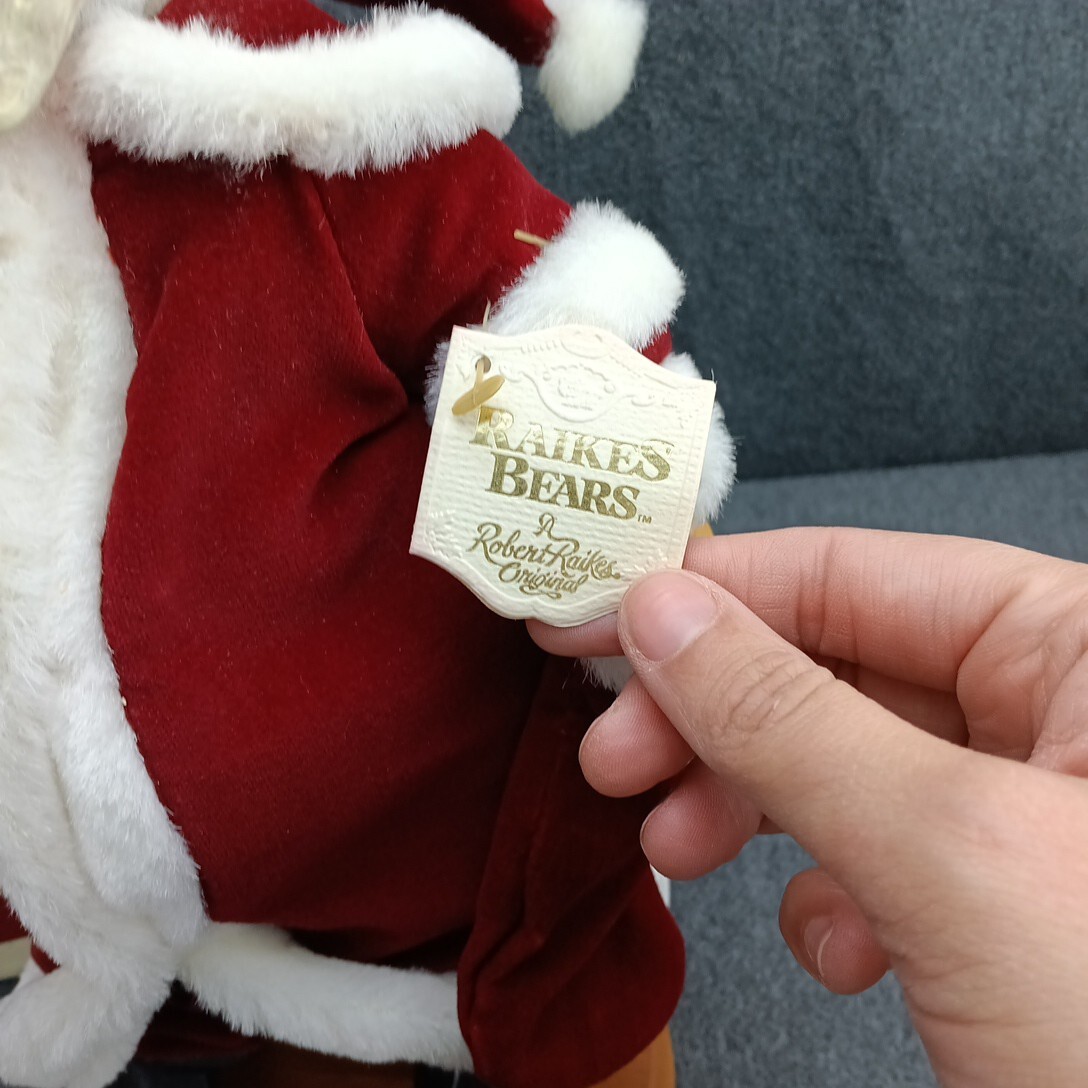 RAIKES
BEARS™
A
Robert Raikes
Original